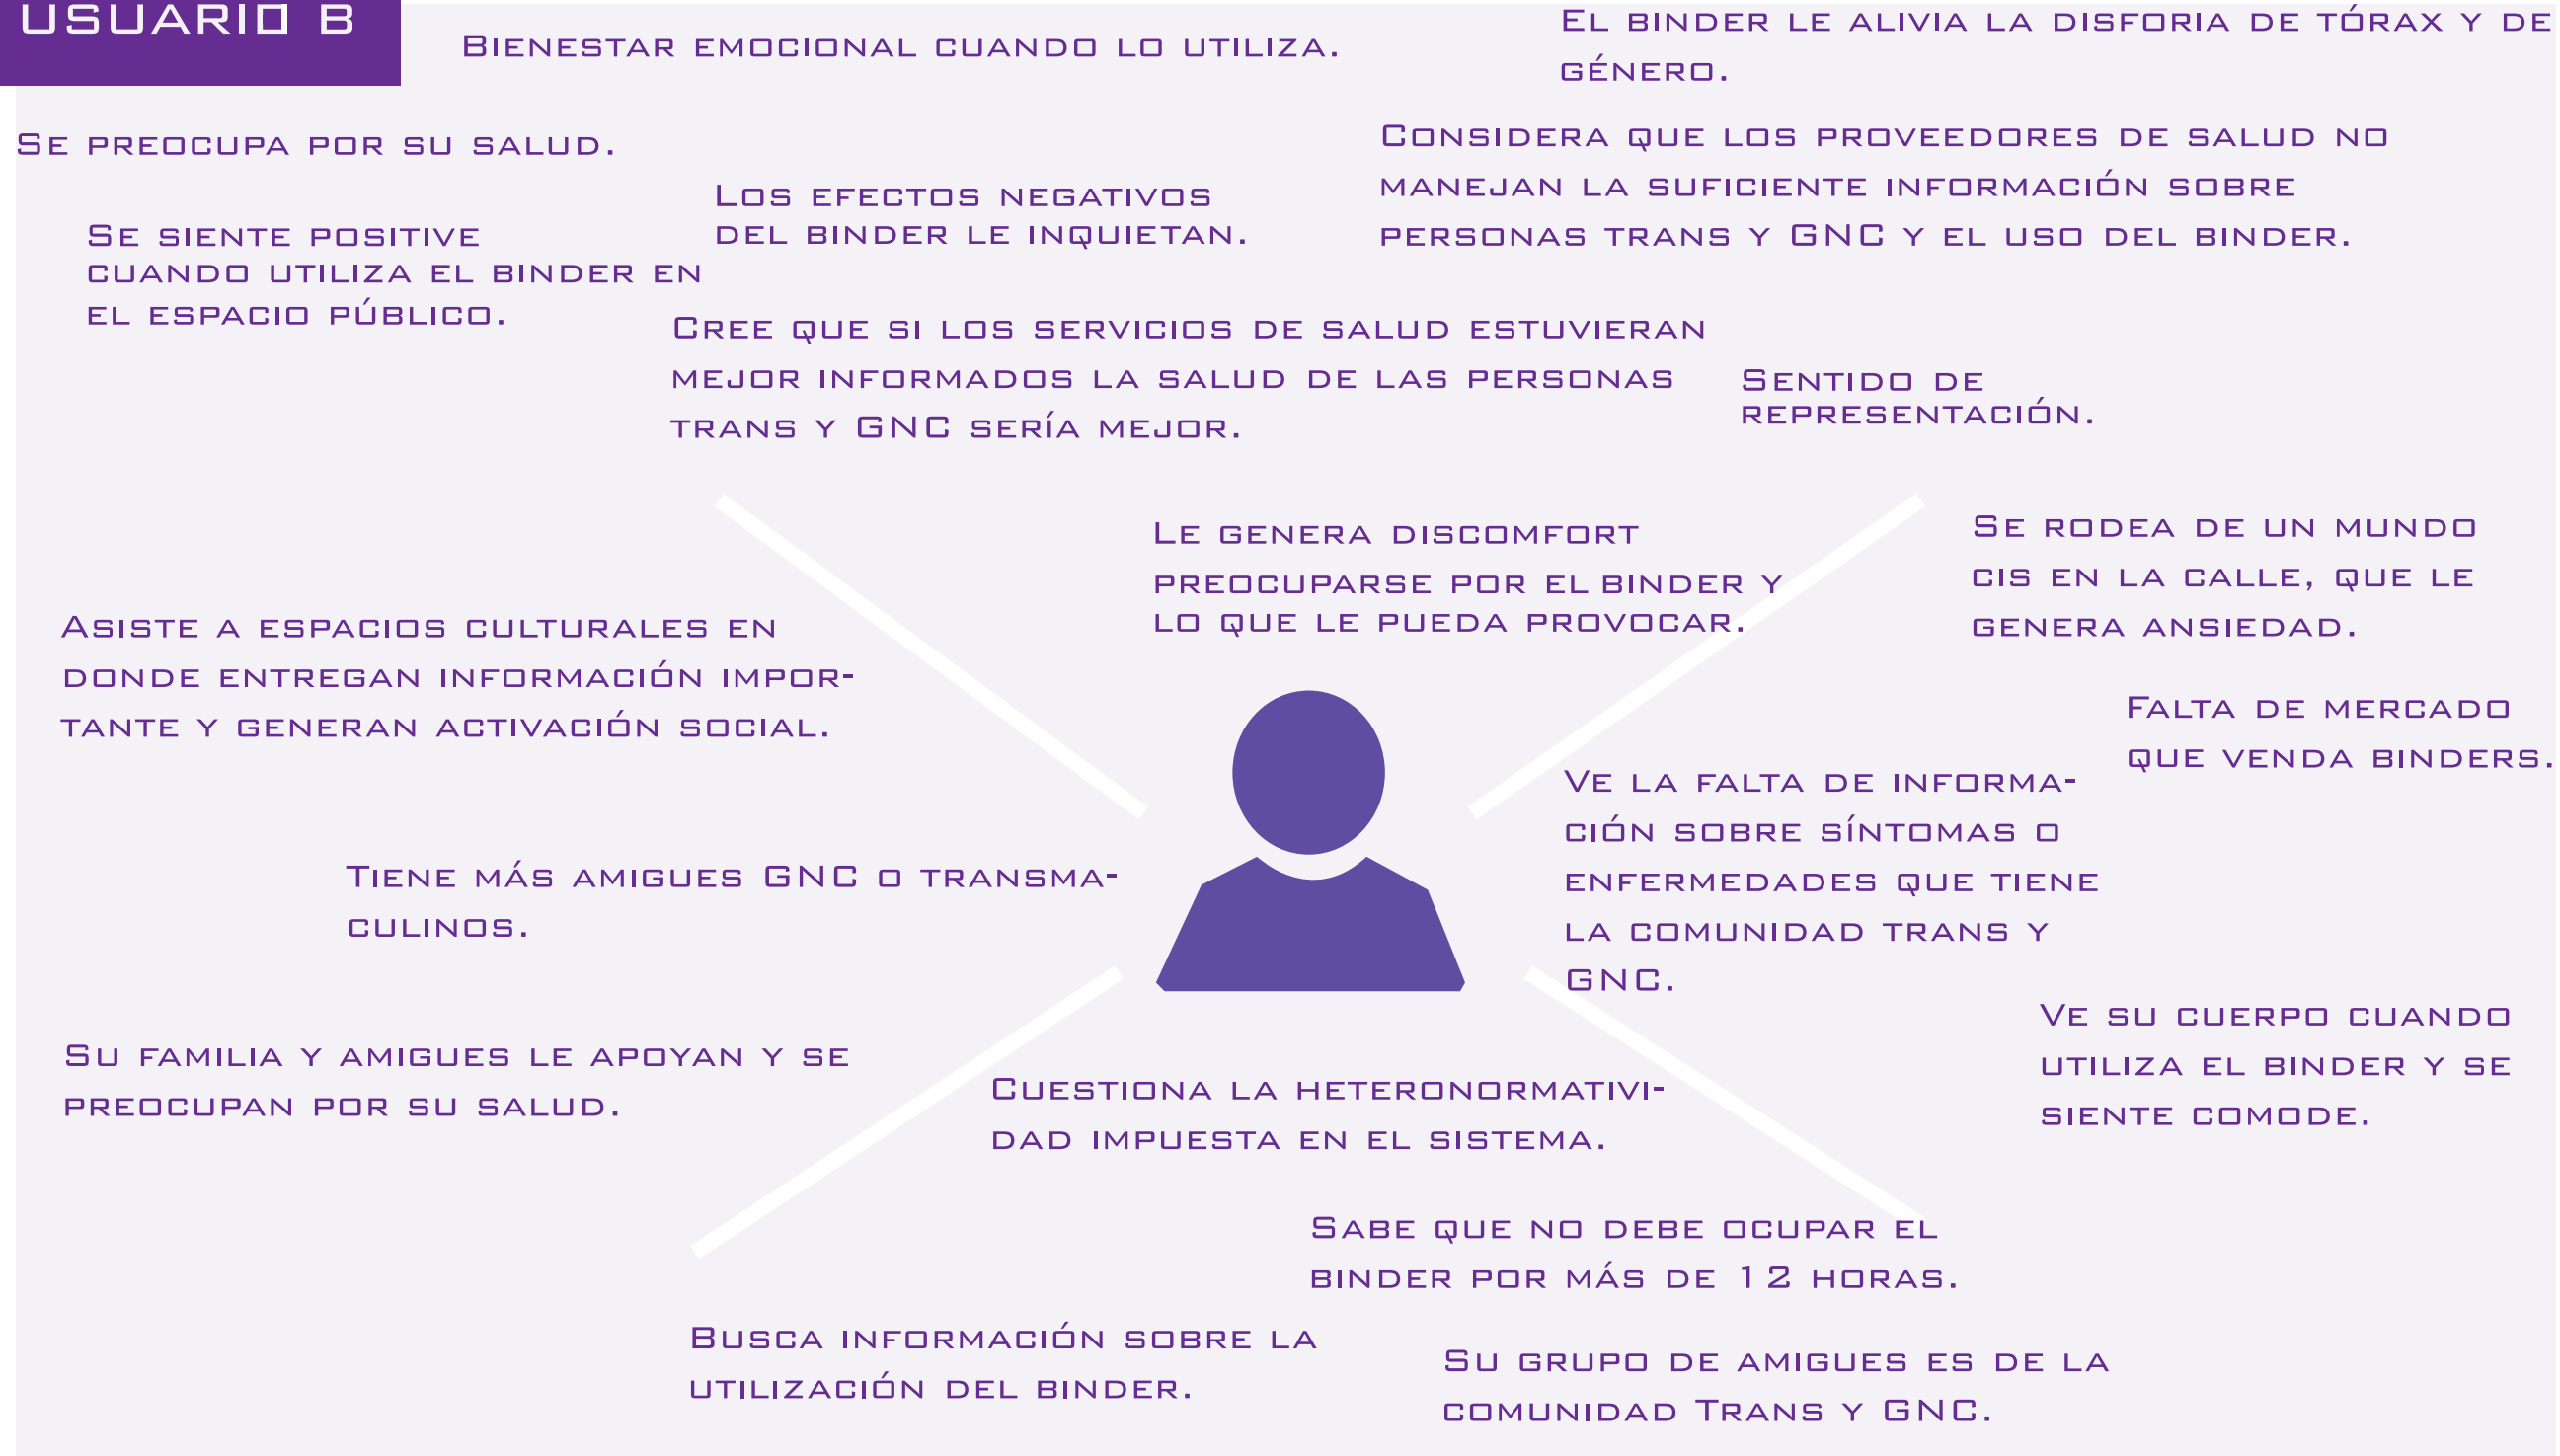 USUARIO B
BIENESTAR EMOCIONAL CUANDO LO UTILIZA.
EL BINDER LE ALIVIA LA DISFORIA DE TÓRAX Y DE
GÉNERO.
SE PREOCUPA POR SU SALUD.
CONSIDERA QUE LOS PROVEEDORES DE SALUD NO
MANEJAN LA SUFICIENTE INFORMACIÓN SOBRE
PERSONAS TRANS Y GNC Y EL USO DEL BINDER.
LOS EFECTOS NEGATIVOS
DEL BINDER LE INQUIETAN.
SE SIENTE POSITIVE
CUANDO UTILIZA EL BINDER EN
EL ESPACIO PÚBLICO.
CREE QUE SI LOS SERVICIOS DE SALUD ESTUVIERAN
MEJOR INFORMADOS LA SALUD DE LAS PERSONAS
TRANS Y GNC SERÍA MEJOR.
SENTIDO DE
REPRESENTACIÓN.
LE GENERA DISCOMFORT
PREOCUPARSE POR EL BINDER Y
LO QUE LE PUEDA PROVOCAR.
SE RODEA DE UN MUNDO
CIS EN LA CALLE, QUE LE
GENERA ANSIEDAD.
ASISTE A ESPACIOS CULTURALES EN
DONDE ENTREGAN INFORMACIÓN IMPOR-
TANTE Y GENERAN ACTIVACIÓN SOCIAL.
FALTA DE MERCADO
QUE VENDA BINDERS.
VE LA FALTA DE INFORMA-
CIÓN SOBRE SÍNTOMAS O
ENFERMEDADES QUE TIENE
LA COMUNIDAD TRANS Y
GNC.
TIENE MÁS AMIGUES GNC O TRANSMA-
CULINOS.
VE SU CUERPO CUANDO
UTILIZA EL BINDER Y SE
SIENTE COMODE.
SU FAMILIA Y AMIGUES LE APOYAN Y SE
PREOCUPAN POR SU SALUD.
CUESTIONA LA HETERONORMATIVI-
DAD IMPUESTA EN EL SISTEMA.
SABE QUE NO DEBE OCUPAR EL
BINDER POR MÁS DE 12 HORAS.
BUSCA INFORMACIÓN SOBRE LA
UTILIZACIÓN DEL BINDER.
SU GRUPO DE AMIGUES ES DE LA
COMUNIDAD TRANS Y GNC.